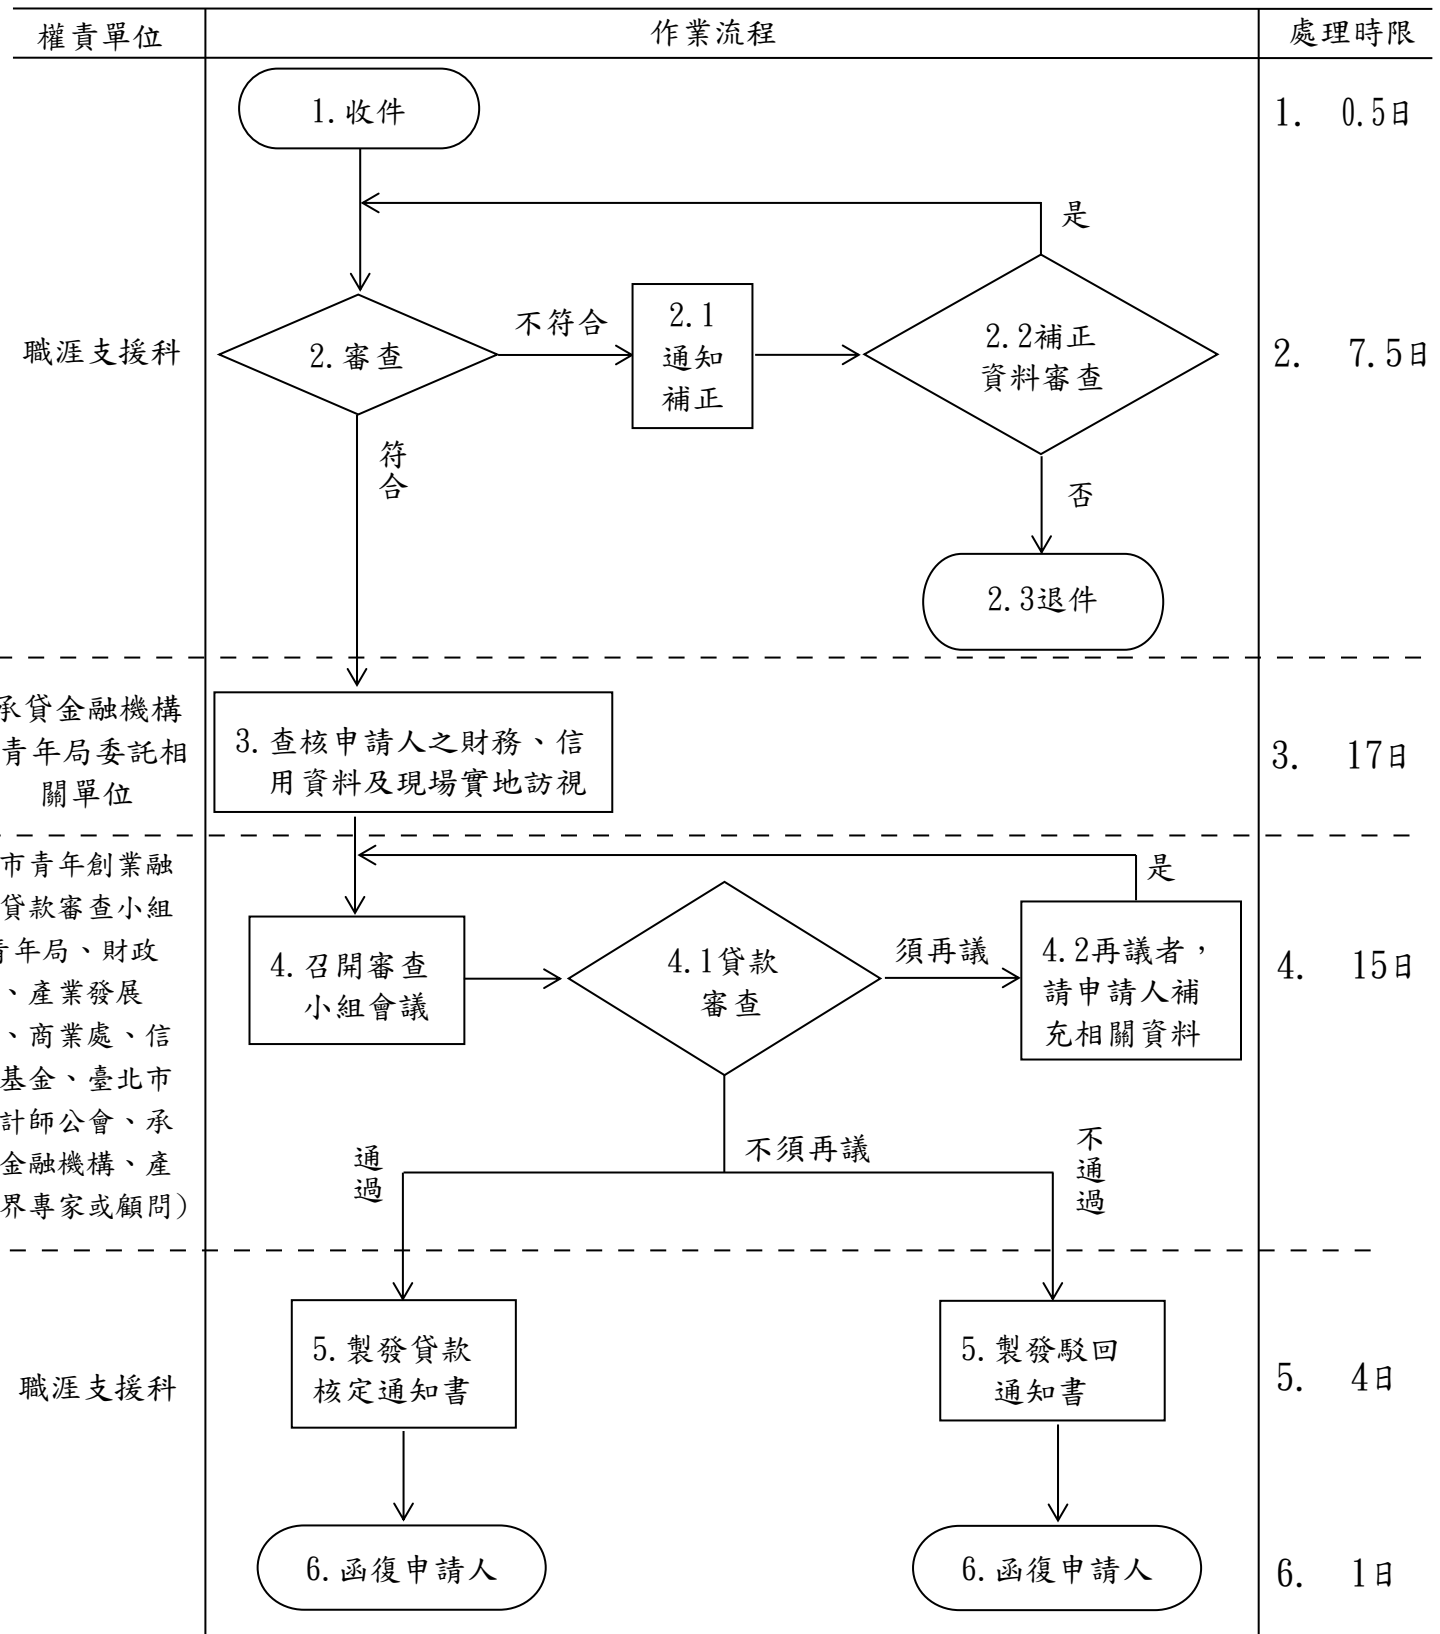 權責單位
作業流程
處理時限
1.收件
1. 0.5日
是
職涯支援科
2.審查
不符合
2.1
通知
補正
2.2補正
資料審查
2. 7.5日
符
合
否
2.3退件
承貸金融機構
青年局委託相
關單位
3.查核申請人之財務、信
用資料及現場實地訪視
3. 17日
市青年創業融
貸款審查小組
青年局、財政
、產業發展
、商業處、信
基金、臺北市
計師公會、承
金融機構、產
界專家或顧問)
是
4.召開審查
小組會議
4.1貸款
審查
須再議
4.2再議者，
請申請人補
充相關資料
4. 15日
通
過
不須再議
不
通
過
職涯支援科
5.製發貸款
核定通知書
5.製發駁回
通知書
5. 4日
6.函復申請人
6.函復申請人
6. 1日